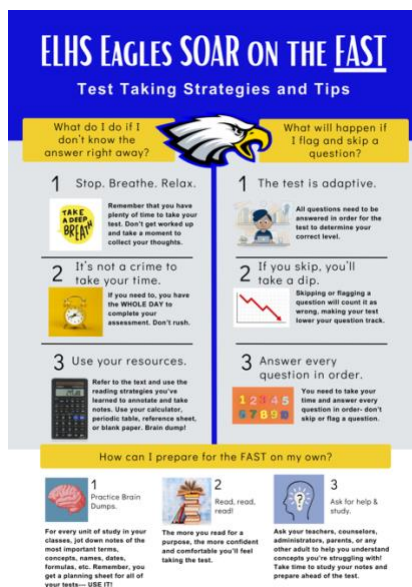 ELHS EAGLES SOAR ON THE FAST
Test Taking Strategies and Tips
What do I do if I
don't know the
answer right away?
1 Stop. Breathe. Relax.
TAKE
A DEEP
BREATH
Remember that you have
plenty of time to take your
test. Don't get worked up
and take a moment to
collect your thoughts.
2 It's not a crime to
take your time.
If you need to, you have
the WHOLE DAY to
complete your
assessment. Don't rush.
3 Use your resources.
Refer to the text and use the
reading strategies you've
learned to annotate and take
notes. Use your calculator,
periodic table, reference sheet,
or blank paper. Brain dump!
What will happen if
I flag and skip a
question?
1 The test is adaptive.
All questions need to be
answered in order for the
test to determine your
correct level.
2 If you skip, you'll
take a dip.
Skipping or flagging a
question will count it as
wrong, making your test
lower your question track.
3 Answer every
question in order.
1 2 3 4 5
6 7 8 9 0
You need to take your
time and answer every
question in order- don't
skip or flag a question.
How can I prepare for the FAST on my own?
1
Practice Brain
Dumps.
For every unit of study in your
classes, jot down notes of the
most important terms,
concepts, names, dates,
formulas, etc. Remember, you
get a planning sheet for all of
your tests— USE IT!
2
Read, read,
read!
The more you read for a
purpose, the more confident
and comfortable you'll feel
taking the test.
3
Ask for help &
study.
Ask your teachers, counselors,
administrators, parents, or any
other adult to help you understand
concepts you're struggling with!
Take time to study your notes and
prepare ahead of the test.